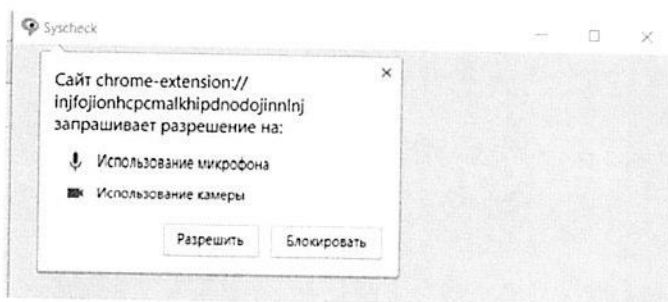 Syscheck
Сайт chrome-extension://
injfojionhcpcmalkhipdnodojinnlnj
запрашивает разрешение на:
Использование микрофона
Использование камеры
Разрешить Блокировать